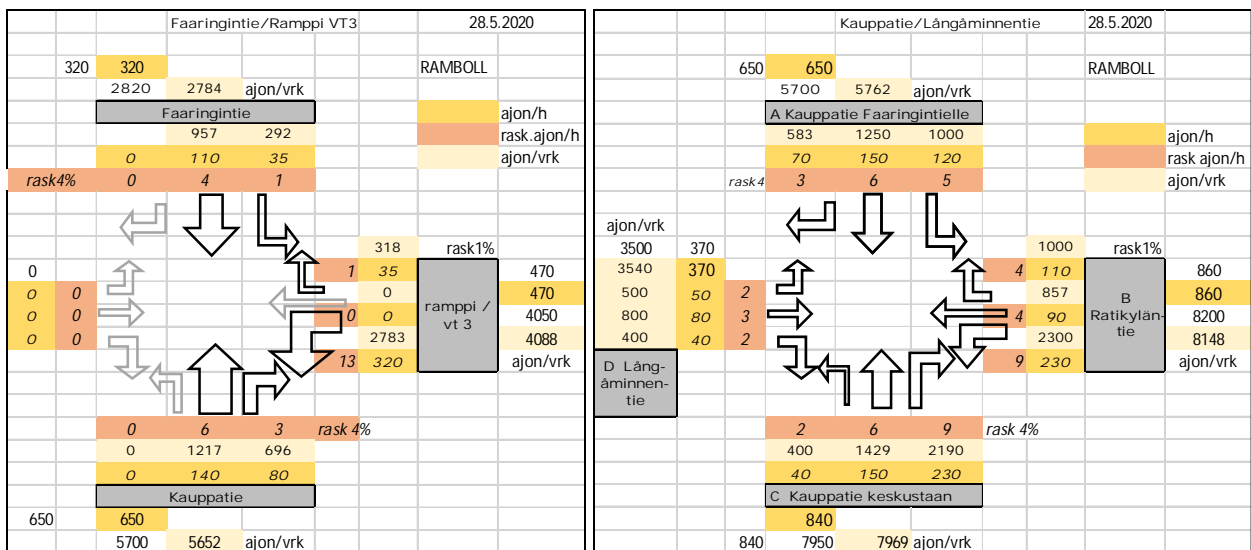 Faaringintie/Ramppi VT3 28.5.2020
320 320 RAMBOLL
2820 2784 ajon/vrk
Faaringintie ajon/h
957 292 rask.ajon/h
0 110 35 ajon/vrk
rask4% 0 4 1
318 rask1%
0 1 35 470
0 0 0 470
0 0 0 0 ramppi / vt 3 4050
0 0 2783 4088
13 320 ajon/vrk
0 6 3 rask 4%
0 1217 696
0 140 80
Kauppatie
650 650
5700 5652 ajon/vrk
Kauppatie/Långåminnentie 28.5.2020
650 650 RAMBOLL
5700 5762 ajon/vrk
A Kauppatie Faaringintielle
583 1250 1000 ajon/h
70 150 120 rask ajon/h
rask4 3 6 5 ajon/vrk
ajon/vrk
3500 370 1000 rask1%
3540 370 4 110 860
500 50 2 857 B 860
800 80 3 4 90 Ratikylän- 8200
400 40 2 2300 tie 8148
D Lång- 9 230 ajon/vrk
åminnen-
tie
2 6 9 rask 4%
400 1429 2190
40 150 230
C Kauppatie keskustaan
840
840 7950 7969 ajon/vrk